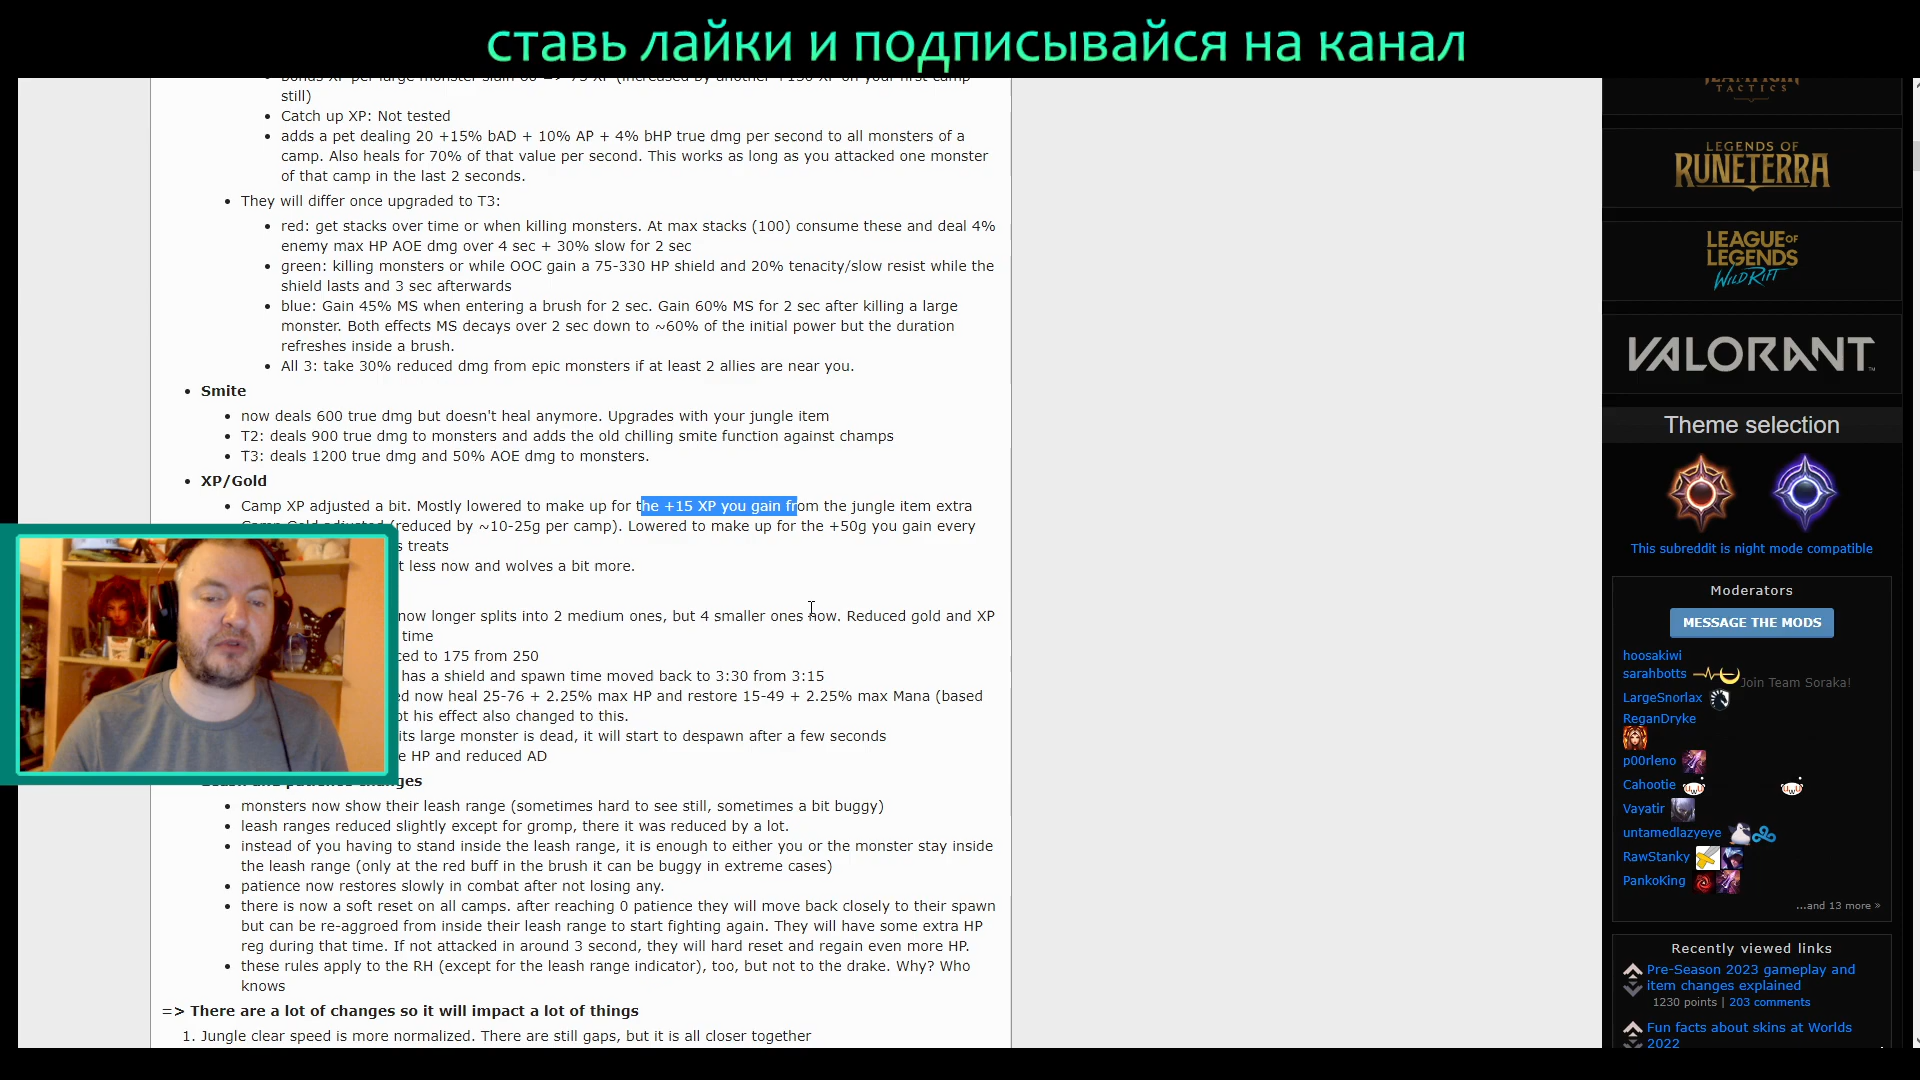 ставь лайки и подписывайся на канал
still)
Catch up XP: Not tested
adds a pet dealing 20 +15% bAD + 10% AP + 4% bHP true dmg per second to all monsters of a
camp. Also heals for 70% of that value per second. This works as long as you attacked one monster
of that camp in the last 2 seconds.
They will differ once upgraded to T3:
red: get stacks over time or when killing monsters. At max stacks (100) consume these and deal 4%
enemy max HP AOE dmg over 4 sec + 30% slow for 2 sec
green: killing monsters or while OOC gain a 75-330 HP shield and 20% tenacity/slow resist while the
shield lasts and 3 sec afterwards
blue: Gain 45% MS when entering a brush for 2 sec. Gain 60% MS for 2 sec after killing a large
monster. Both effects MS decays over 2 sec down to ~60% of the initial power but the duration
refreshes inside a brush.
All 3: take 30% reduced dmg from epic monsters if at least 2 allies are near you.
Smite
now deals 600 true dmg but doesn't heal anymore. Upgrades with your jungle item
T2: deals 900 true dmg to monsters and adds the old chilling smite function against champs
T3: deals 1200 true dmg and 50% AOE dmg to monsters.
XP/Gold
Camp XP adjusted a bit. Mostly lowered to make up for the +15 XP you gain from the jungle item extra
(reduced by ~10-25g per camp). Lowered to make up for the +50g you gain every
treats
less now and wolves a bit more.
now longer splits into 2 medium ones, but 4 smaller ones now. Reduced gold and XP
time
to 175 from 250
has a shield and spawn time moved back to 3:30 from 3:15
now heal 25-76 + 2.25% max HP and restore 15-49 + 2.25% max Mana (based
his effect also changed to this.
its large monster is dead, it will start to despawn after a few seconds
HP and reduced AD
monsters now show their leash range (sometimes hard to see still, sometimes a bit buggy)
leash ranges reduced slightly except for gromp, there it was reduced by a lot.
instead of you having to stand inside the leash range, it is enough to either you or the monster stay inside
the leash range (only at the red buff in the brush it can be buggy in extreme cases)
patience now restores slowly in combat after not losing any.
there is now a soft reset on all camps. after reaching 0 patience they will move back closely to their spawn
but can be re-aggroed from inside their leash range to start fighting again. They will have some extra HP
reg during that time. If not attacked in around 3 second, they will hard reset and regain even more HP.
these rules apply to the RH (except for the leash range indicator), too, but not to the drake. Why? Who
knows
=> There are a lot of changes so it will impact a lot of things
1. Jungle clear speed is more normalized. There are still gaps, but it is all closer together
TACTICS
LEGENDS OF
RUNETERRA
LEAGUE OF
LEGENDS
WILD RIFT
VALORANT
Theme selection
This subreddit is night mode compatible
Moderators
MESSAGE THE MODS
hoosakiwi
sarahbotts Join Team Soraka!
LargeSnorlax
ReganDryke
p00rleno
Cahootie
Vayatir
untamedlazyeye
RawStanky
PankoKing
...and 13 more »
Recently viewed links
Pre-Season 2023 gameplay and
item changes explained
1230 points | 203 comments
Fun facts about skins at Worlds
2022